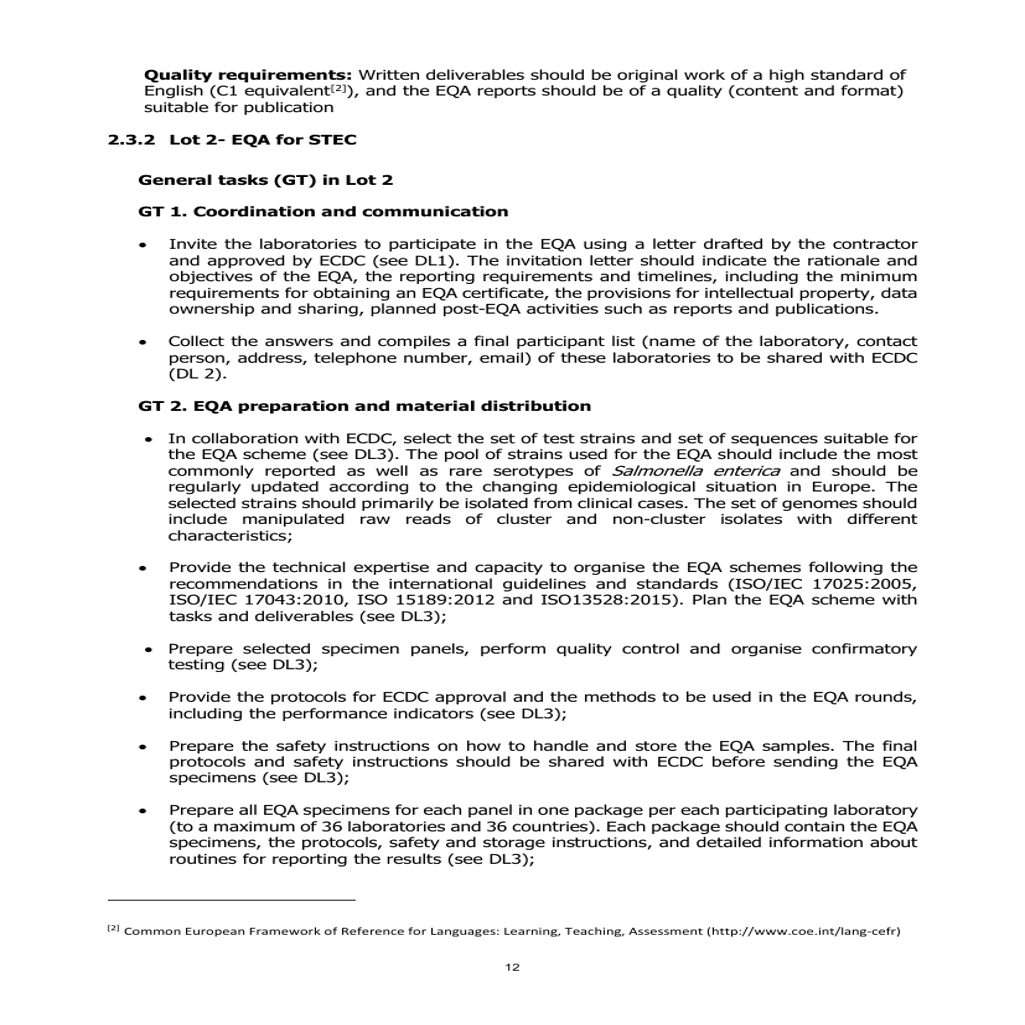 Quality requirements: Written deliverables should be original work of a high standard of
English (C1 equivalent[2]), and the EQA reports should be of a quality (content and format)
suitable for publication
2.3.2 Lot 2- EQA for STEC
General tasks (GT) in Lot 2
GT 1. Coordination and communication
• Invite the laboratories to participate in the EQA using a letter drafted by the contractor
and approved by ECDC (see DL1). The invitation letter should indicate the rationale and
objectives of the EQA, the reporting requirements and timelines, including the minimum
requirements for obtaining an EQA certificate, the provisions for intellectual property, data
ownership and sharing, planned post-EQA activities such as reports and publications.
• Collect the answers and compiles a final participant list (name of the laboratory, contact
person, address, telephone number, email) of these laboratories to be shared with ECDC
(DL 2).
GT 2. EQA preparation and material distribution
• In collaboration with ECDC, select the set of test strains and set of sequences suitable for
the EQA scheme (see DL3). The pool of strains used for the EQA should include the most
commonly reported as well as rare serotypes of Salmonella enterica and should be
regularly updated according to the changing epidemiological situation in Europe. The
selected strains should primarily be isolated from clinical cases. The set of genomes should
include manipulated raw reads of cluster and non-cluster isolates with different
characteristics;
• Provide the technical expertise and capacity to organise the EQA schemes following the
recommendations in the international guidelines and standards (ISO/IEC 17025:2005,
ISO/IEC 17043:2010, ISO 15189:2012 and ISO13528:2015). Plan the EQA scheme with
tasks and deliverables (see DL3);
• Prepare selected specimen panels, perform quality control and organise confirmatory
testing (see DL3);
• Provide the protocols for ECDC approval and the methods to be used in the EQA rounds,
including the performance indicators (see DL3);
• Prepare the safety instructions on how to handle and store the EQA samples. The final
protocols and safety instructions should be shared with ECDC before sending the EQA
specimens (see DL3);
• Prepare all EQA specimens for each panel in one package per each participating laboratory
(to a maximum of 36 laboratories and 36 countries). Each package should contain the EQA
specimens, the protocols, safety and storage instructions, and detailed information about
routines for reporting the results (see DL3);
[2] Common European Framework of Reference for Languages: Learning, Teaching, Assessment (http://www.coe.int/lang-cefr)
12